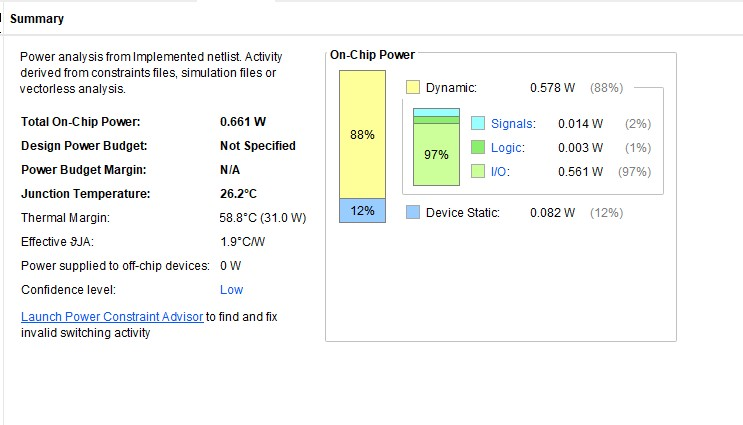 Summary
Power analysis from Implemented netlist. Activity
derived from constraints files, simulation files or
vectorless analysis.
Total On-Chip Power: 0.661 W
Design Power Budget: Not Specified
Power Budget Margin: N/A
Junction Temperature: 26.2°C
Thermal Margin: 58.8°C (31.0 W)
Effective ϑJA: 1.9°C/W
Power supplied to off-chip devices: 0 W
Confidence level: Low
Launch Power Constraint Advisor to find and fix
invalid switching activity
On-Chip Power
88%
12%
Dynamic: 0.578 W (88%)
97%
Signals: 0.014 W (2%)
Logic: 0.003 W (1%)
I/O: 0.561 W (97%)
Device Static: 0.082 W (12%)